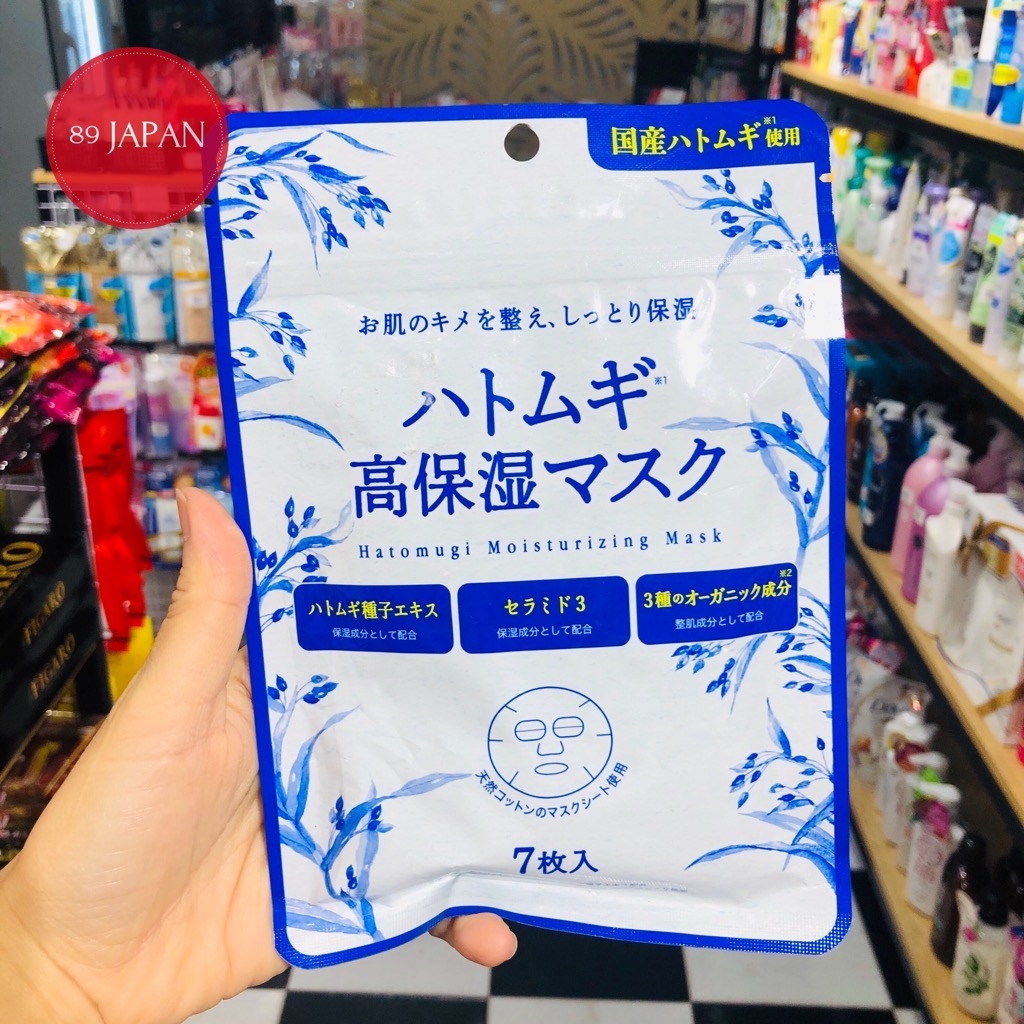 89 JAPAN
国産ハトムギ※1使用
お肌のキメを整え、しっとり保湿
ハトムギ※1
高保湿マスク
Hatomugi Moisturizing Mask
ハトムギ種子エキス
保湿成分として配合
セラミド3
保湿成分として配合
3種のオーガニック成分※2
整肌成分として配合
天然コットンのマスクシート使用
7枚入
FIGARO
FIGARO